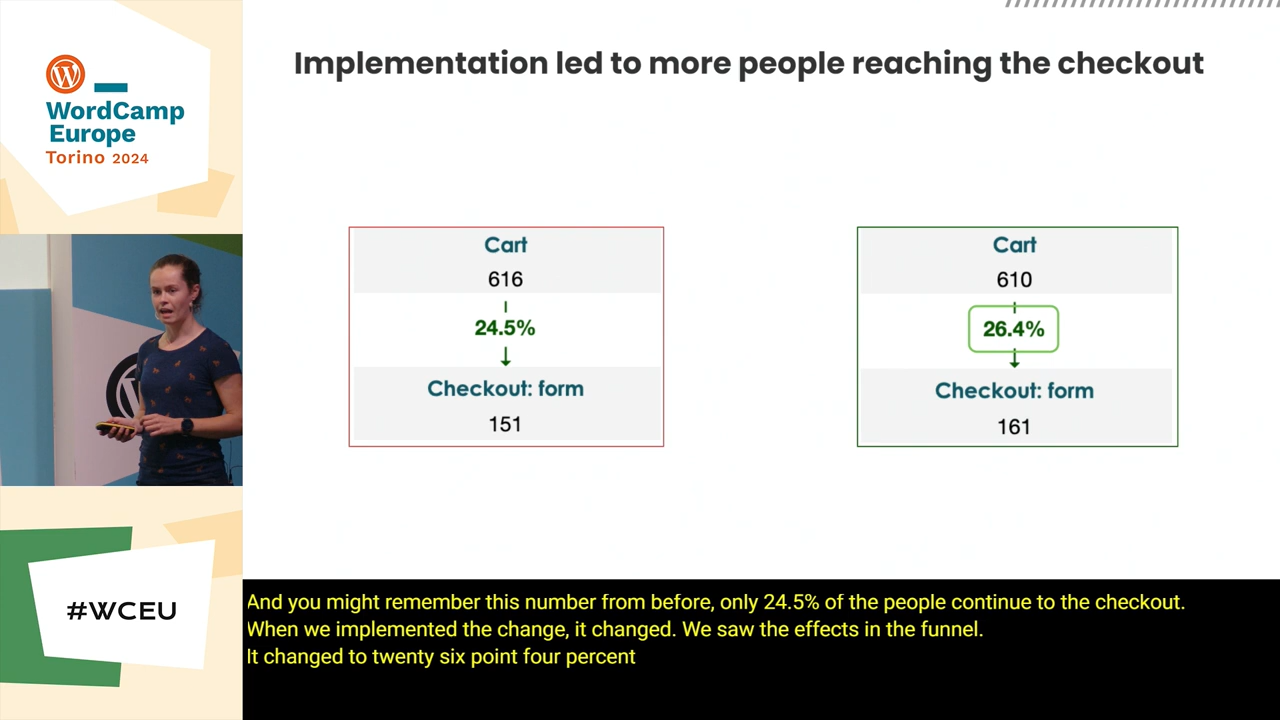 WordCamp
Europe
Torino 2024
Implementation led to more people reaching the checkout
Cart
616
24.5%
Checkout: form
151
Cart
610
26.4%
Checkout: form
161
#WCEU
And you might remember this number from before, only 24.5% of the people continue to the checkout.
When we implemented the change, it changed. We saw the effects in the funnel.
It changed to twenty six point four percent